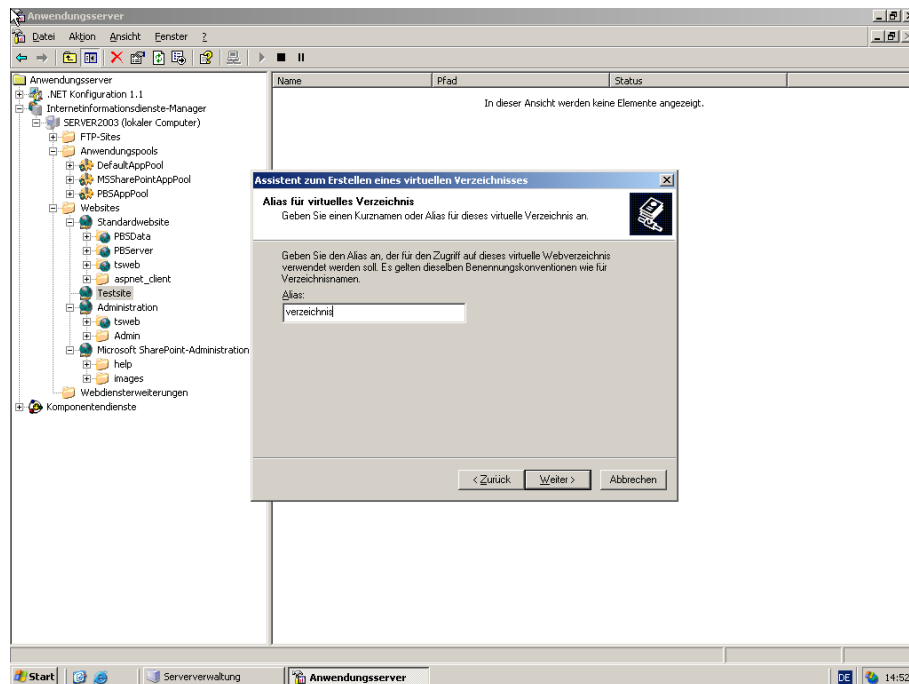 Anwendungsserver
Datei Aktion Ansicht Fenster ?
Anwendungsserver
.NET Konfiguration 1.1
Internetinformationsdienste-Manager
SERVER2003 (lokaler Computer)
FTP-Sites
Anwendungspools
DefaultAppPool
MSSharePointAppPool
PBSAppPool
Websites
Standardwebsite
PBSData
PBServer
tsweb
aspnet_client
Testsite
Administration
tsweb
Admin
Microsoft SharePoint-Administration
help
images
Webdiensterweiterungen
Komponentendienste
Name Pfad Status
In dieser Ansicht werden keine Elemente angezeigt.
Assistent zum Erstellen eines virtuellen Verzeichnisses
Alias für virtuelles Verzeichnis
Geben Sie einen Kurznamen oder Alias für dieses virtuelle Verzeichnis an.
Geben Sie den Alias an, der für den Zugriff auf dieses virtuelle Webverzeichnis
verwendet werden soll. Es gelten dieselben Benennungskonventionen wie für
Verzeichnisnamen.
Alias:
verzeichnis
< Zurück Weiter > Abbrechen
Start Serververwaltung Anwendungsserver DE 14:52